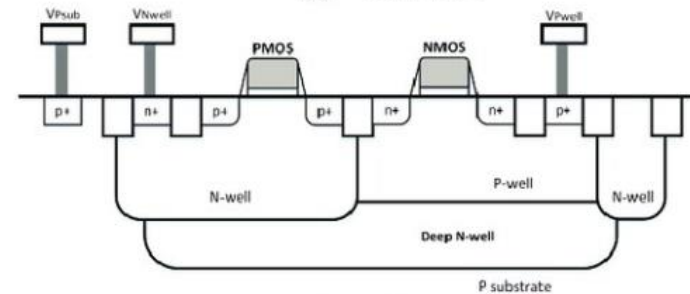 VPsub VNwell VPwell
PMOS NMOS
p+ n+ p+ p+ n+ n+ p+
N-well P-well N-well
Deep N-well
P substrate